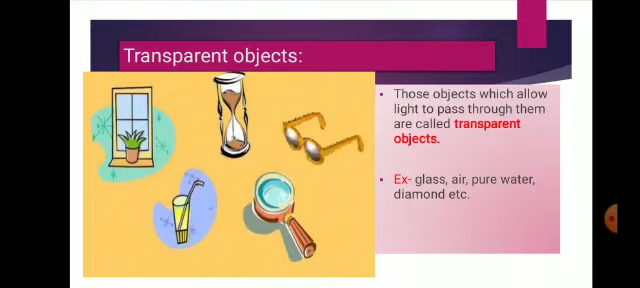 Transparent objects:
Those objects which allow
light to pass through them
are called transparent
objects.
Ex- glass, air, pure water,
diamond etc.